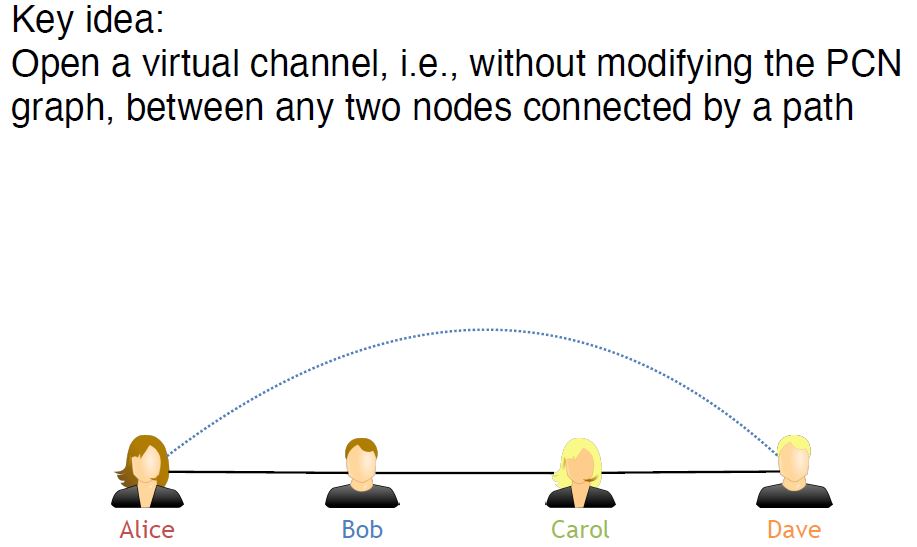 Key idea:
Open a virtual channel, i.e., without modifying the PCN
graph, between any two nodes connected by a path
Alice
Bob
Carol
Dave